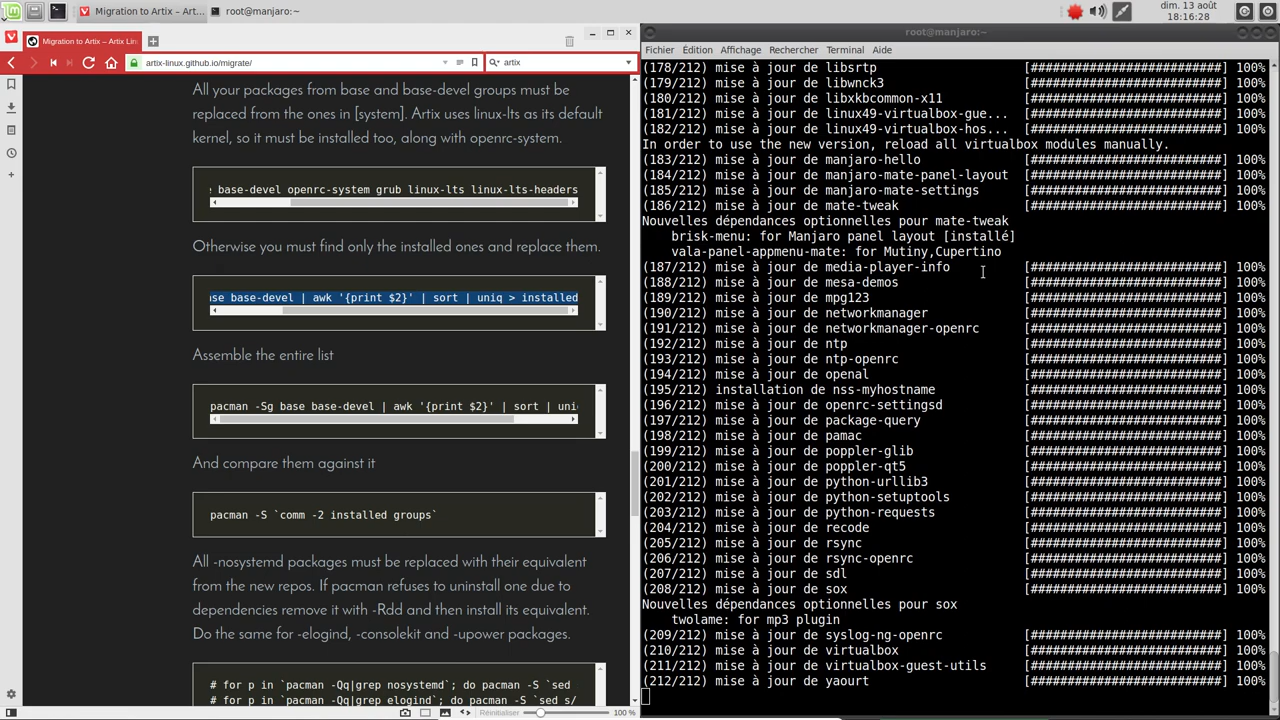 Migration to Artix – Art...
root@manjaro:~
dim. 13 août
18:16:28
Migration to Artix – Artix Lin
artix-linux.github.io/migrate/
artix
All your packages from base and base-devel groups must be
replaced from the ones in [system]. Artix uses linux-lts as its default
kernel, so it must be installed too, along with openrc-system.
base-devel openrc-system grub linux-lts linux-lts-headers
Otherwise you must find only the installed ones and replace them.
se base-devel | awk '{print $2}' | sort | uniq > installed
Assemble the entire list
pacman -Sg base base-devel | awk '{print $2}' | sort | uni
And compare them against it
pacman -S `comm -2 installed groups`
All -nosystemd packages must be replaced with their equivalent
from the new repos. If pacman refuses to uninstall one due to
dependencies remove it with -Rdd and then install its equivalent.
Do the same for -elogind, -consolekit and -upower packages.
# for p in `pacman -Qq|grep nosystemd`; do pacman -S `sed
# for p in `pacman -Qq|grep elogind`; do pacman -S `sed s/
Réinitialiser
100 %
root@manjaro:~
Fichier Édition Affichage Rechercher Terminal Aide
(178/212) mise à jour de libsrtp [##########################] 100%
(179/212) mise à jour de libwnck3 [##########################] 100%
(180/212) mise à jour de libxkbcommon-x11 [##########################] 100%
(181/212) mise à jour de linux49-virtualbox-gue... [##########################] 100%
(182/212) mise à jour de linux49-virtualbox-hos... [##########################] 100%
In order to use the new version, reload all virtualbox modules manually.
(183/212) mise à jour de manjaro-hello [##########################] 100%
(184/212) mise à jour de manjaro-mate-panel-layout [##########################] 100%
(185/212) mise à jour de manjaro-mate-settings [##########################] 100%
(186/212) mise à jour de mate-tweak [##########################] 100%
Nouvelles dépendances optionnelles pour mate-tweak
brisk-menu: for Manjaro panel layout [installé]
vala-panel-appmenu-mate: for Mutiny,Cupertino
(187/212) mise à jour de media-player-info [##########################] 100%
(188/212) mise à jour de mesa-demos [##########################] 100%
(189/212) mise à jour de mpg123 [##########################] 100%
(190/212) mise à jour de networkmanager [##########################] 100%
(191/212) mise à jour de networkmanager-openrc [##########################] 100%
(192/212) mise à jour de ntp [##########################] 100%
(193/212) mise à jour de ntp-openrc [##########################] 100%
(194/212) mise à jour de openal [##########################] 100%
(195/212) installation de nss-myhostname [##########################] 100%
(196/212) mise à jour de openrc-settingsd [##########################] 100%
(197/212) mise à jour de package-query [##########################] 100%
(198/212) mise à jour de pamac [##########################] 100%
(199/212) mise à jour de poppler-glib [##########################] 100%
(200/212) mise à jour de poppler-qt5 [##########################] 100%
(201/212) mise à jour de python-urllib3 [##########################] 100%
(202/212) mise à jour de python-setuptools [##########################] 100%
(203/212) mise à jour de python-requests [##########################] 100%
(204/212) mise à jour de recode [##########################] 100%
(205/212) mise à jour de rsync [##########################] 100%
(206/212) mise à jour de rsync-openrc [##########################] 100%
(207/212) mise à jour de sdl [##########################] 100%
(208/212) mise à jour de sox [##########################] 100%
Nouvelles dépendances optionnelles pour sox
twolame: for mp3 plugin
(209/212) mise à jour de syslog-ng-openrc [##########################] 100%
(210/212) mise à jour de virtualbox [##########################] 100%
(211/212) mise à jour de virtualbox-guest-utils [##########################] 100%
(212/212) mise à jour de yaourt [##########################] 100%